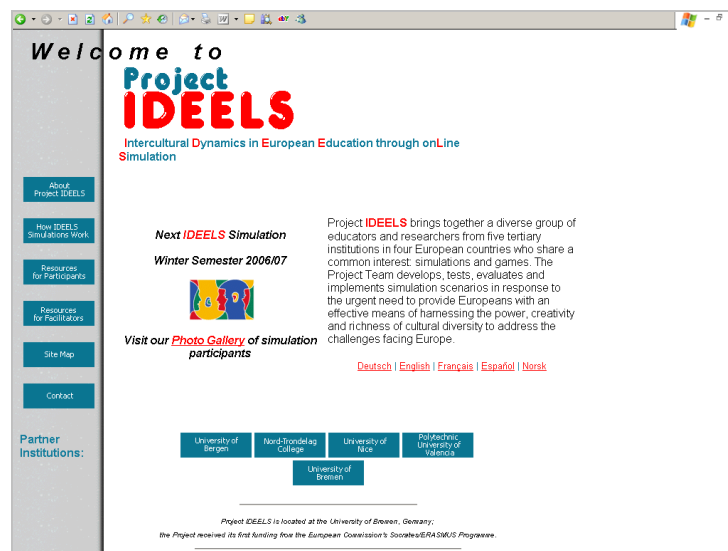 Welcome to
Project
IDEELS
Intercultural Dynamics in European Education through onLine
Simulation
About
Project IDEELS
How IDEELS
Simulations Work
Resources
for Participants
Resources
for Facilitators
Site Map
Contact
Partner
Institutions:
Next IDEELS Simulation
Winter Semester 2006/07
Visit our Photo Gallery of simulation
participants
Project IDEELS brings together a diverse group of
educators and researchers from five tertiary
institutions in four European countries who share a
common interest: simulations and games. The
Project Team develops, tests, evaluates and
implements simulation scenarios in response to
the urgent need to provide Europeans with an
effective means of harnessing the power, creativity
and richness of cultural diversity to address the
challenges facing Europe.
Deutsch | English | Français | Español | Norsk
University of
Bergen
Nord-Trondelag
College
University of
Nice
Polytechnic
University of
Valencia
University of
Bremen
Project IDEELS is located at the University of Bremen, Germany;
the Project received its first funding from the European Commission's Socrates/ERASMUS Programme.